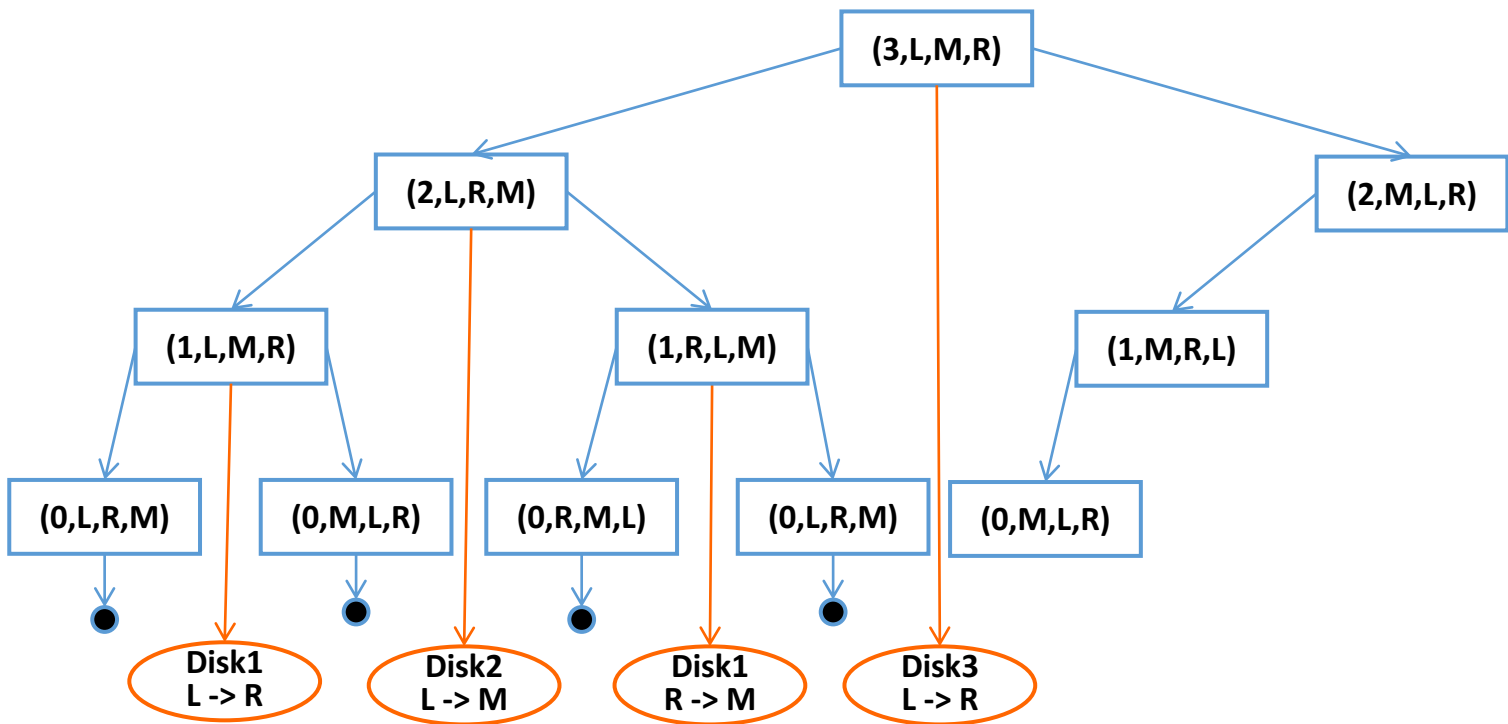 (3,L,M,R)
(2,L,R,M)
(2,M,L,R)
(1,L,M,R)
(1,R,L,M)
(1,M,R,L)
(0,L,R,M)
(0,M,L,R)
(0,R,M,L)
(0,L,R,M)
(0,M,L,R)
Disk1
L -> R
Disk2
L -> M
Disk1
R -> M
Disk3
L -> R